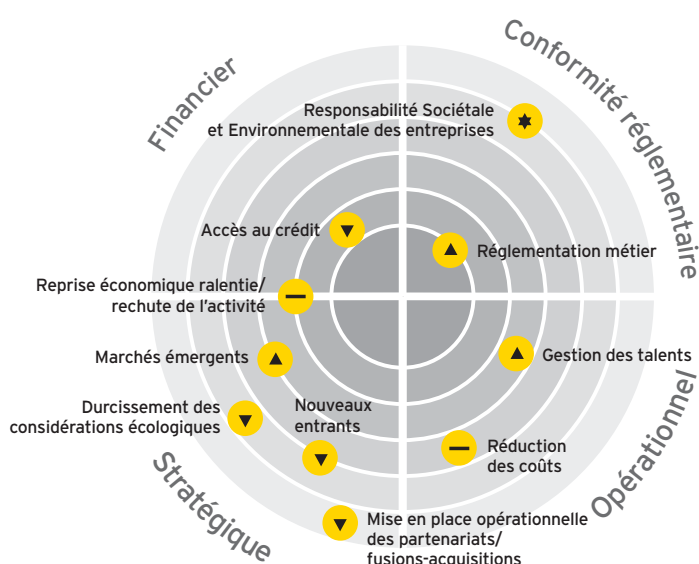 Financier
Conformité réglementaire
Responsabilité Sociétale
et Environnementale des entreprises
Accès au crédit
Réglementation métier
Reprise économique ralentie/
rechute de l'activité
Marchés émergents
Gestion des talents
Durcissement des
considérations écologiques
Nouveaux
entrants
Réduction
des coûts
Stratégique
Opérationnel
Mise en place opérationnelle
des partenariats/
fusions-acquisitions